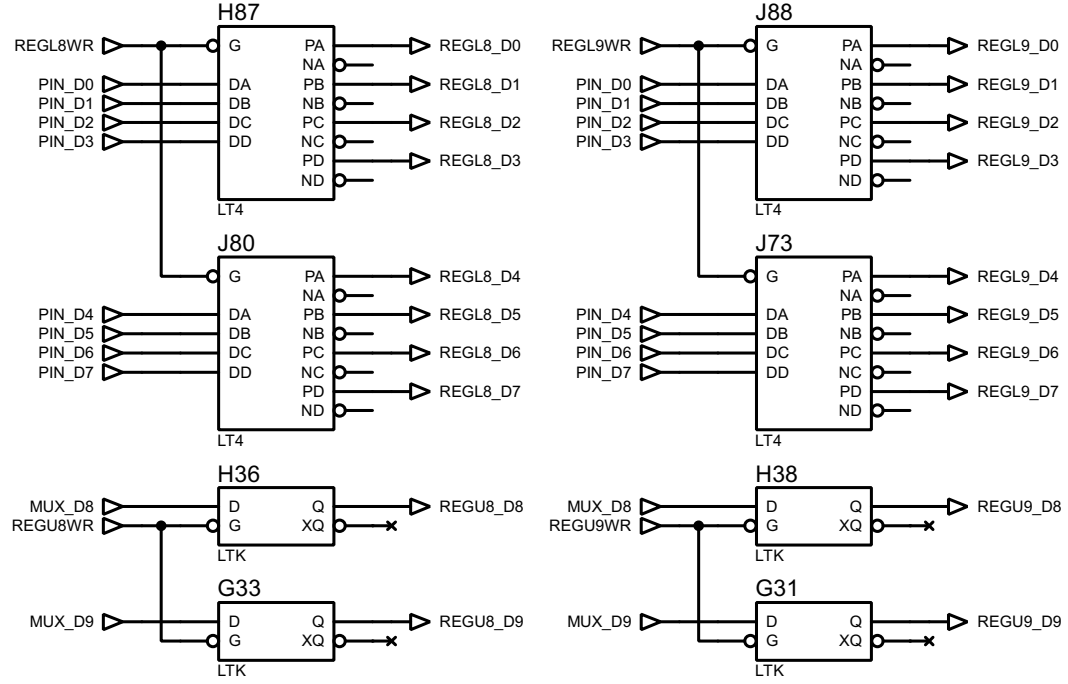 H87
REGL8WR G PA REGL8_D0
NA
PIN_D0 DA PB REGL8_D1
PIN_D1 DB NB
PIN_D2 DC PC REGL8_D2
PIN_D3 DD NC
PD REGL8_D3
ND
LT4
J80
G PA REGL8_D4
NA
PIN_D4 DA PB REGL8_D5
PIN_D5 DB NB
PIN_D6 DC PC REGL8_D6
PIN_D7 DD NC
PD REGL8_D7
ND
LT4
H36
MUX_D8 D Q REGU8_D8
REGU8WR G XQ
LTK
G33
MUX_D9 D Q REGU8_D9
G XQ
LTK
J88
REGL9WR G PA REGL9_D0
NA
PIN_D0 DA PB REGL9_D1
PIN_D1 DB NB
PIN_D2 DC PC REGL9_D2
PIN_D3 DD NC
PD REGL9_D3
ND
LT4
J73
G PA REGL9_D4
NA
PIN_D4 DA PB REGL9_D5
PIN_D5 DB NB
PIN_D6 DC PC REGL9_D6
PIN_D7 DD NC
PD REGL9_D7
ND
LT4
H38
MUX_D8 D Q REGU9_D8
REGU9WR G XQ
LTK
G31
MUX_D9 D Q REGU9_D9
G XQ
LTK